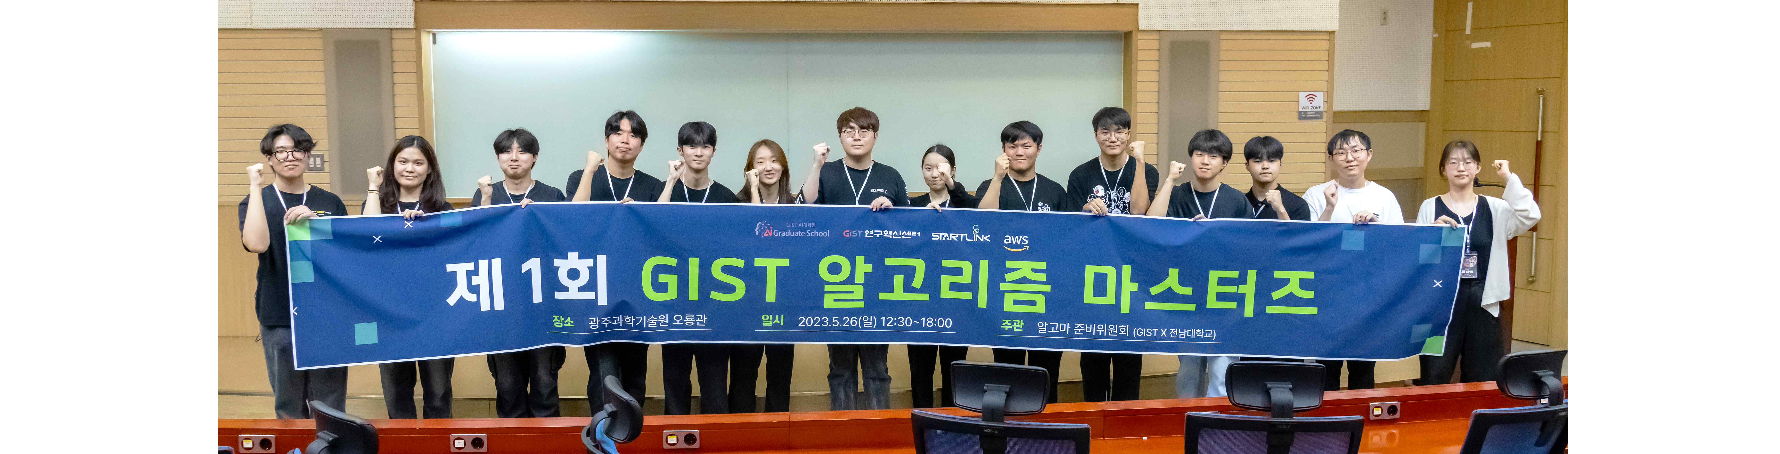 AI Graduate School
GIST 연구혁신센터
STARTLINK
aws
제1회 GIST 알고리즘 마스터즈
장소 광주과학기술원 오룡관
일시 2023.5.26(일) 12:30~18:00
주관 알고마 준비위원회 (GIST X 전남대학교)